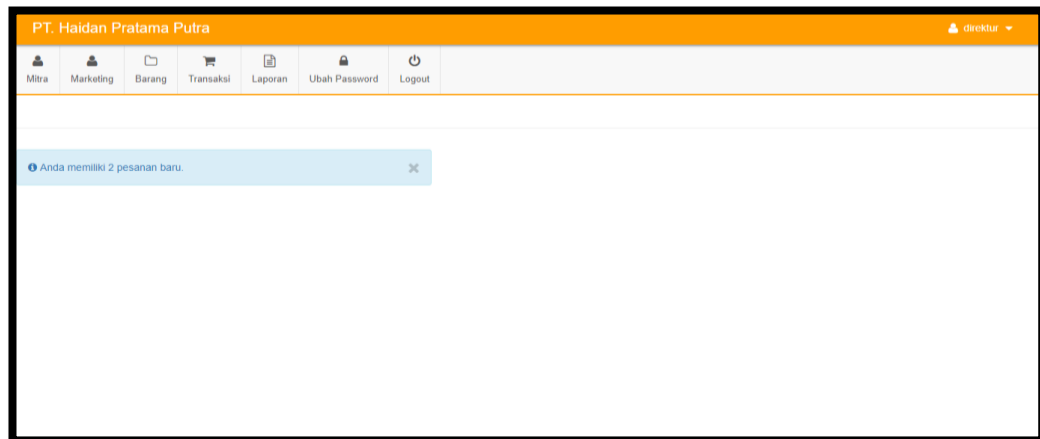 PT. Haidan Pratama Putra direktur
Mitra Marketing Barang Transaksi Laporan Ubah Password Logout
Anda memiliki 2 pesanan baru.